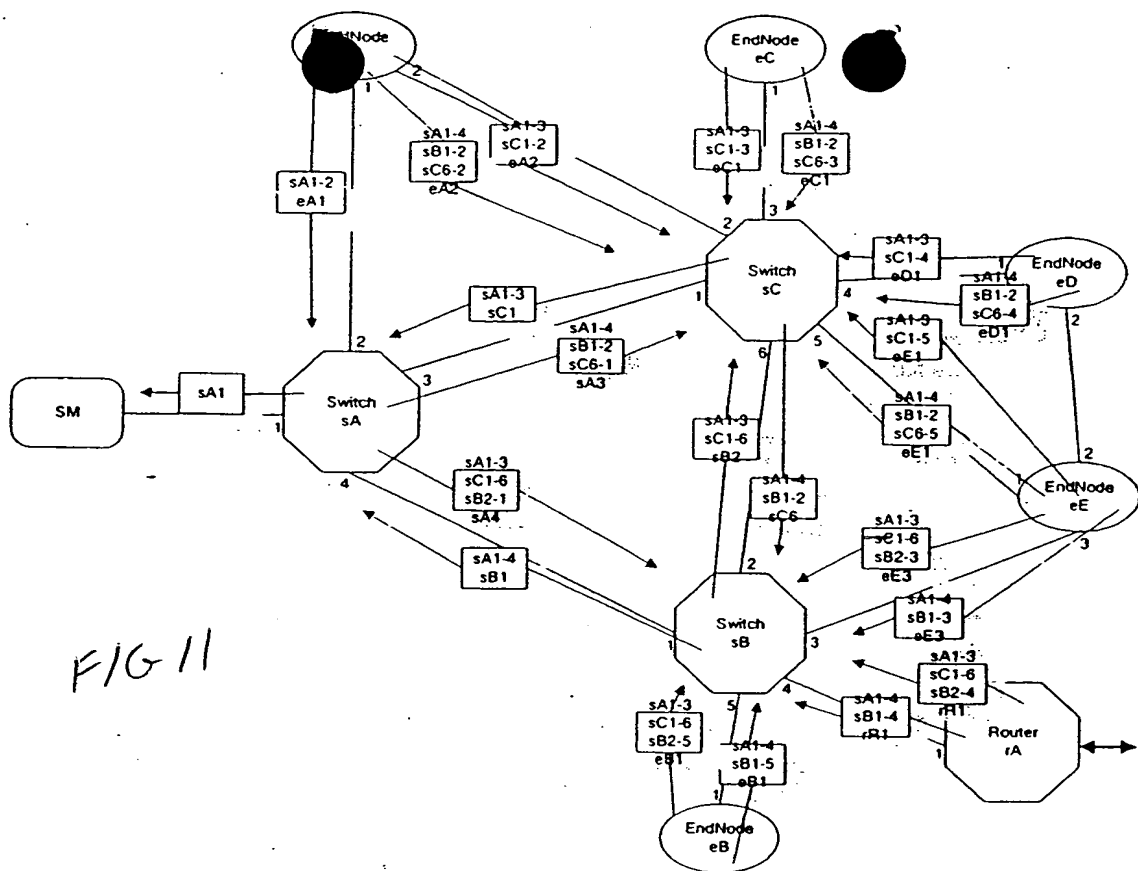 EndNode
1
2
EndNode
eC
1
sA1-2
eA1
sA1-4
sB1-2
sC6-2
eA2
sA1-3
sC1-2
eA2
sA1-3
sC1-3
eC1
sA1-4
sB1-2
sC6-3
eC1
2
3
Switch
sC
1
4
5
6
sA1-3
sC1-4
eD1
1
EndNode
eD
2
sA1-4
sB1-2
sC6-4
eD1
sA1-3
sC1
sA1-4
sB1-2
sC6-1
sA3
sA1-3
sC1-5
eE1
SM
sA1
2
Switch
sA
1
3
4
sA1-4
sB1-2
sC6-5
eE1
sA1-3
sC1-6
sB2
sA1-4
sB1-2
sC6
2
1
EndNode
eE
3
sA1-3
sC1-6
sB2-1
sA4
sA1-4
sB1
sA1-3
sC1-6
sB2-3
eE3
sA1-4
sB1-3
eE3
2
Switch
sB
1
3
4
5
sA1-3
sC1-6
sB2-4
rR1
sA1-4
sB1-4
rR1
Router
rA
1
sA1-3
sC1-6
sB2-5
eB1
sA1-4
sB1-5
eB1
1
EndNode
eB
FIG 11